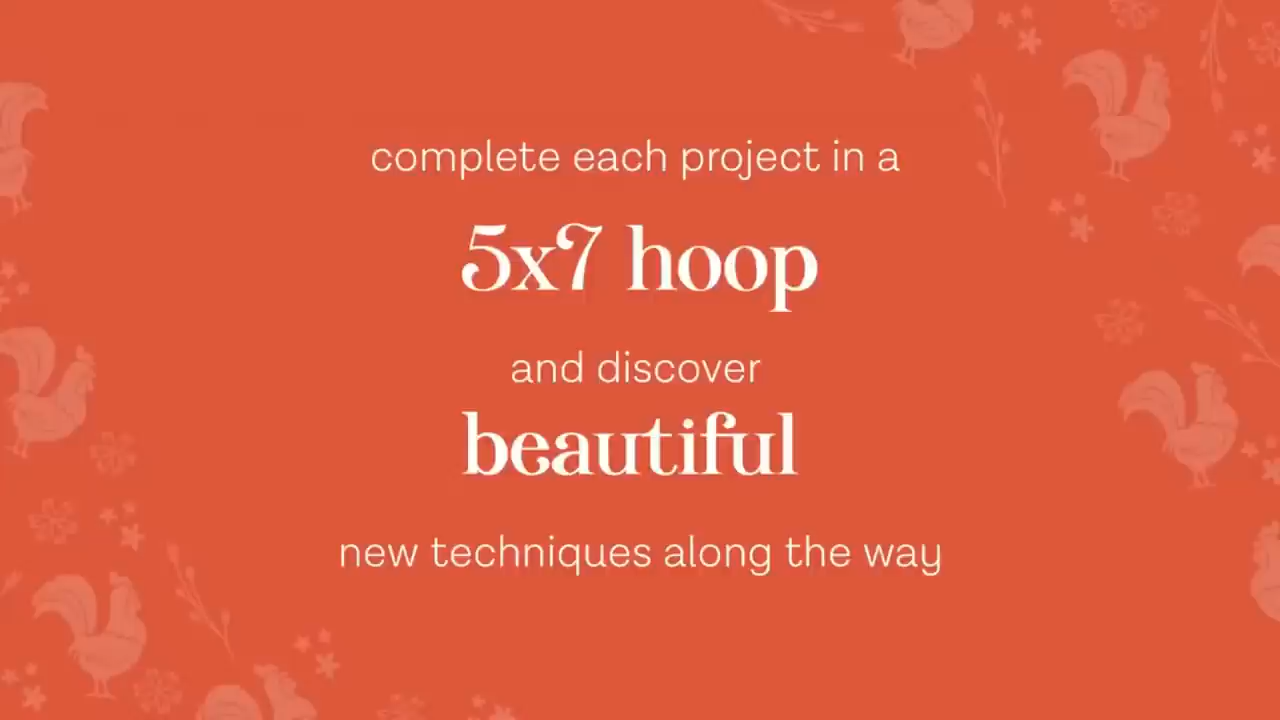 complete each project in a
5x7 hoop
and discover
beautiful
new techniques along the way